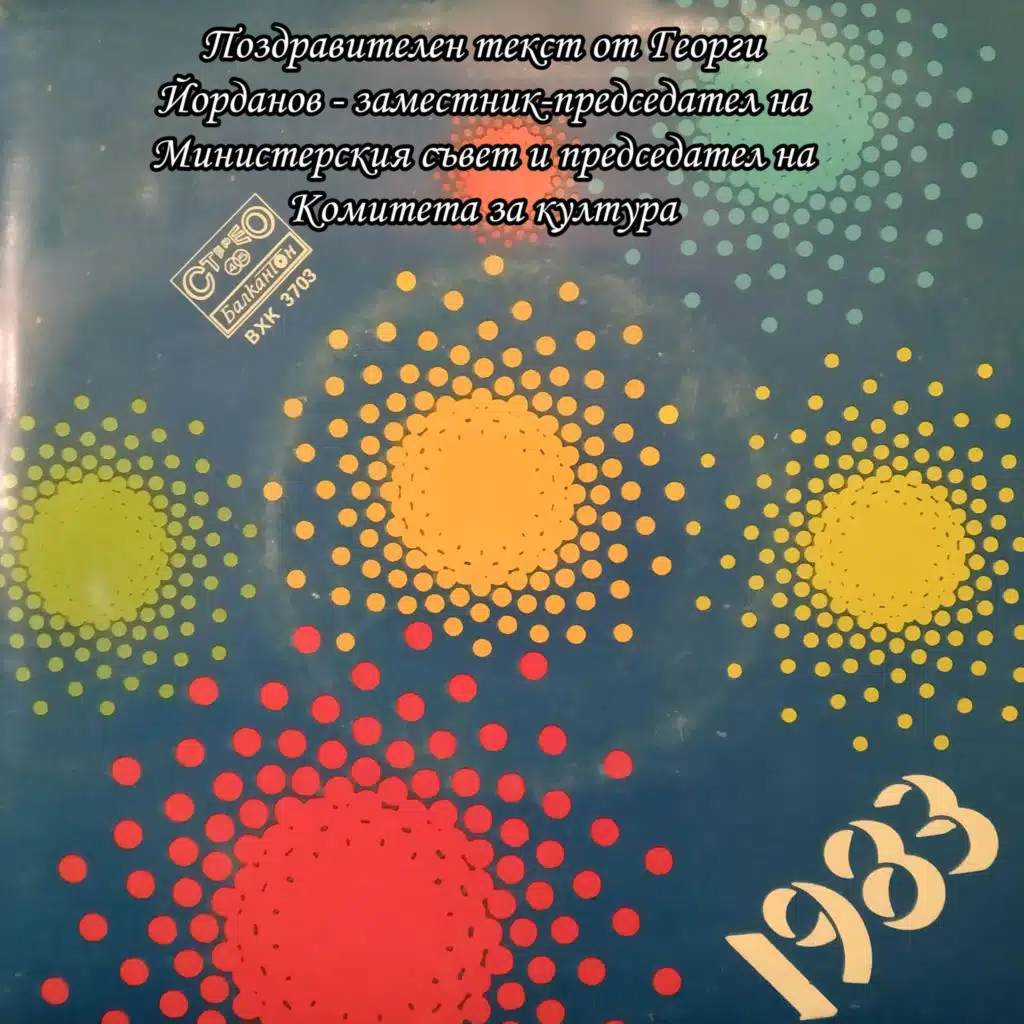 Поздравителен текст от Георги
Йорданов - заместник-председател на
Министерския съвет и председател на
Комитета за култура
СТЕРЕО
Балкантон
ВХК 3703
1983